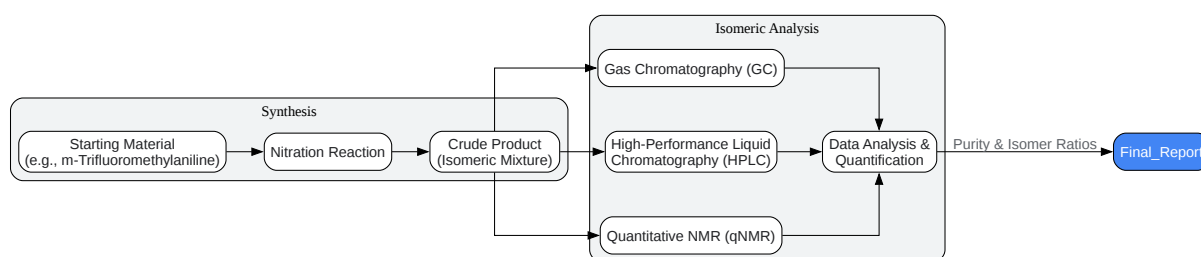 Isomeric Analysis
Gas Chromatography (GC)
Synthesis
Starting Material
(e.g., m-Trifluoromethylaniline)
Nitration Reaction
Crude Product
(Isomeric Mixture)
High-Performance Liquid
Chromatography (HPLC)
Data Analysis &
Quantification
Purity & Isomer Ratios
Final_Report
Quantitative NMR (qNMR)